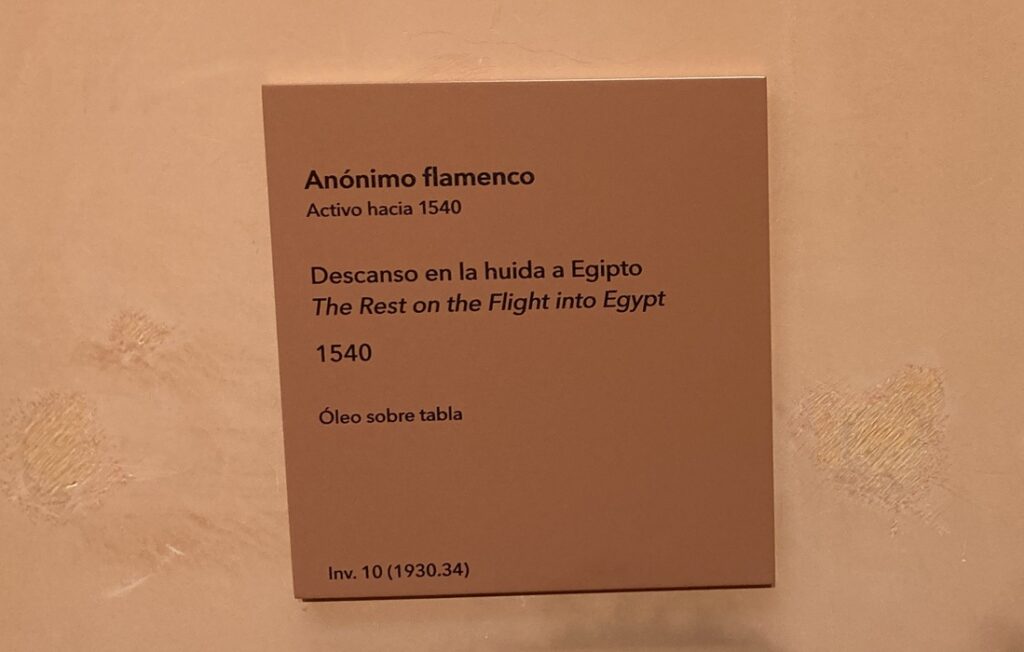 Anónimo flamenco
Activo hacia 1540
Descanso en la huida a Egipto
The Rest on the Flight into Egypt
1540
Óleo sobre tabla
Inv. 10 (1930.34)